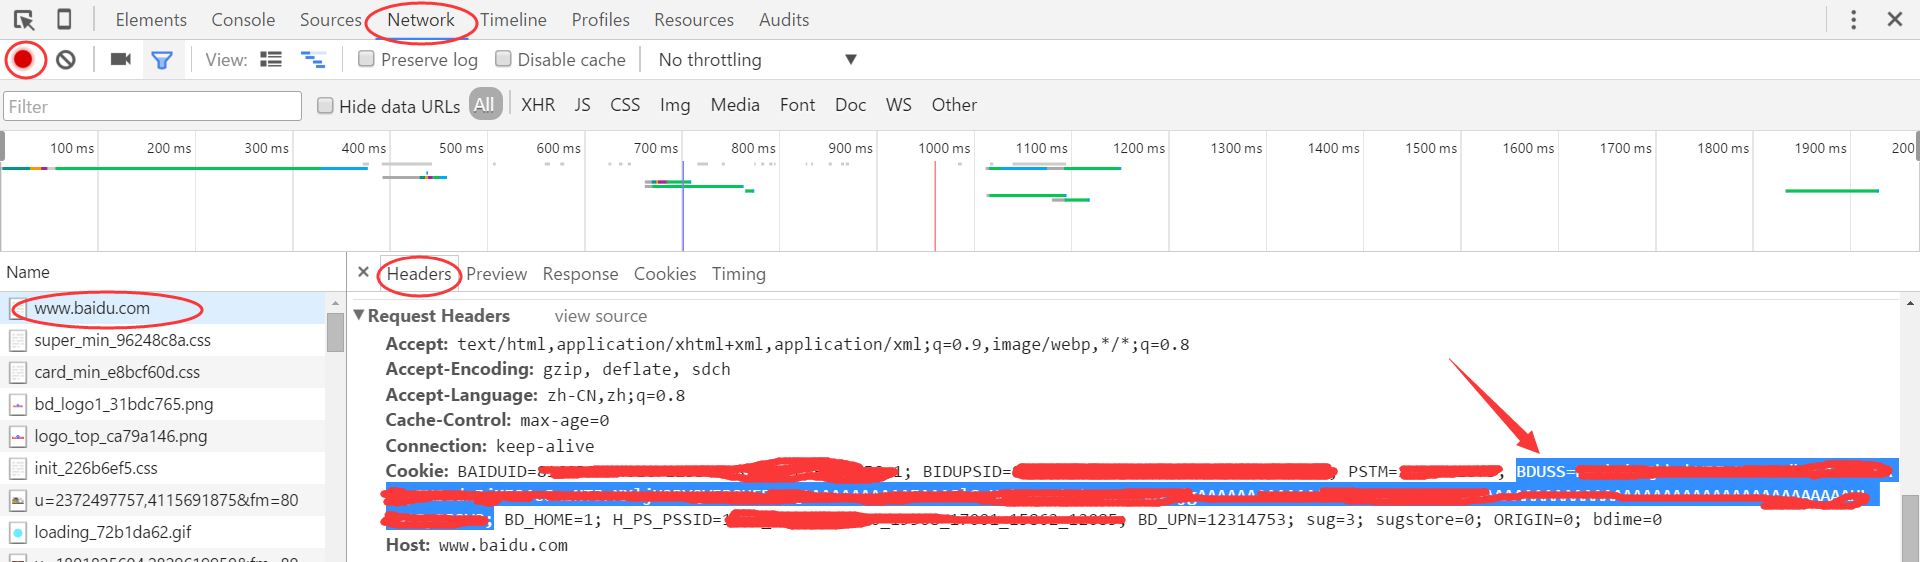 Elements Console Sources Network Timeline Profiles Resources Audits
View: Preserve log Disable cache No throttling
Filter Hide data URLs All XHR JS CSS Img Media Font Doc WS Other
100 ms 200 ms 300 ms 400 ms 500 ms 600 ms 700 ms 800 ms 900 ms 1000 ms 1100 ms 1200 ms 1300 ms 1400 ms 1500 ms 1600 ms 1700 ms 1800 ms 1900 ms 200
Name
www.baidu.com
super_min_96248c8a.css
card_min_e8bcf60d.css
bd_logo1_31bdc765.png
logo_top_ca79a146.png
init_226b6ef5.css
u=2372497757,4115691875&fm=80
loading_72b1da62.gif
Headers Preview Response Cookies Timing
Request Headers view source
Accept: text/html,application/xhtml+xml,application/xml;q=0.9,image/webp,*/*;q=0.8
Accept-Encoding: gzip, deflate, sdch
Accept-Language: zh-CN,zh;q=0.8
Cache-Control: max-age=0
Connection: keep-alive
Cookie: BAIDUID= 1; BIDUPSID= ; PSTM= ; BDUSS=
BD_HOME=1; H_PS_PSSID= ; BD_UPN=12314753; sug=3; sugstore=0; ORIGIN=0; bdime=0
Host: www.baidu.com